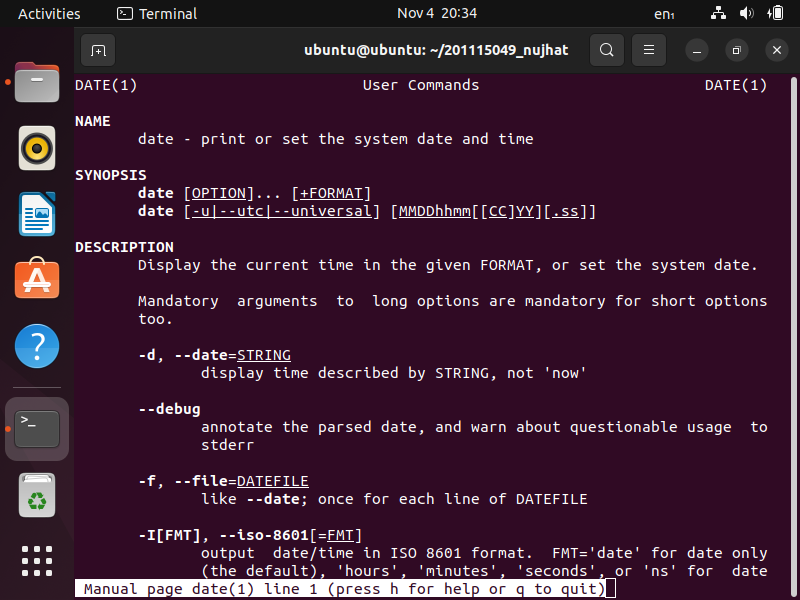 Activities Terminal Nov 4 20:34 en₁
ubuntu@ubuntu: ~/201115049_nujhat
DATE(1) User Commands DATE(1)
NAME
date - print or set the system date and time
SYNOPSIS
date [OPTION]... [+FORMAT]
date [-u|--utc|--universal] [MMDDhhmm[[CC]YY][.ss]]
DESCRIPTION
Display the current time in the given FORMAT, or set the system date.
Mandatory arguments to long options are mandatory for short options
too.
-d, --date=STRING
display time described by STRING, not 'now'
--debug
annotate the parsed date, and warn about questionable usage to
stderr
-f, --file=DATEFILE
like --date; once for each line of DATEFILE
-I[FMT], --iso-8601[=FMT]
output date/time in ISO 8601 format. FMT='date' for date only
(the default), 'hours', 'minutes', 'seconds', or 'ns' for date
Manual page date(1) line 1 (press h for help or q to quit)